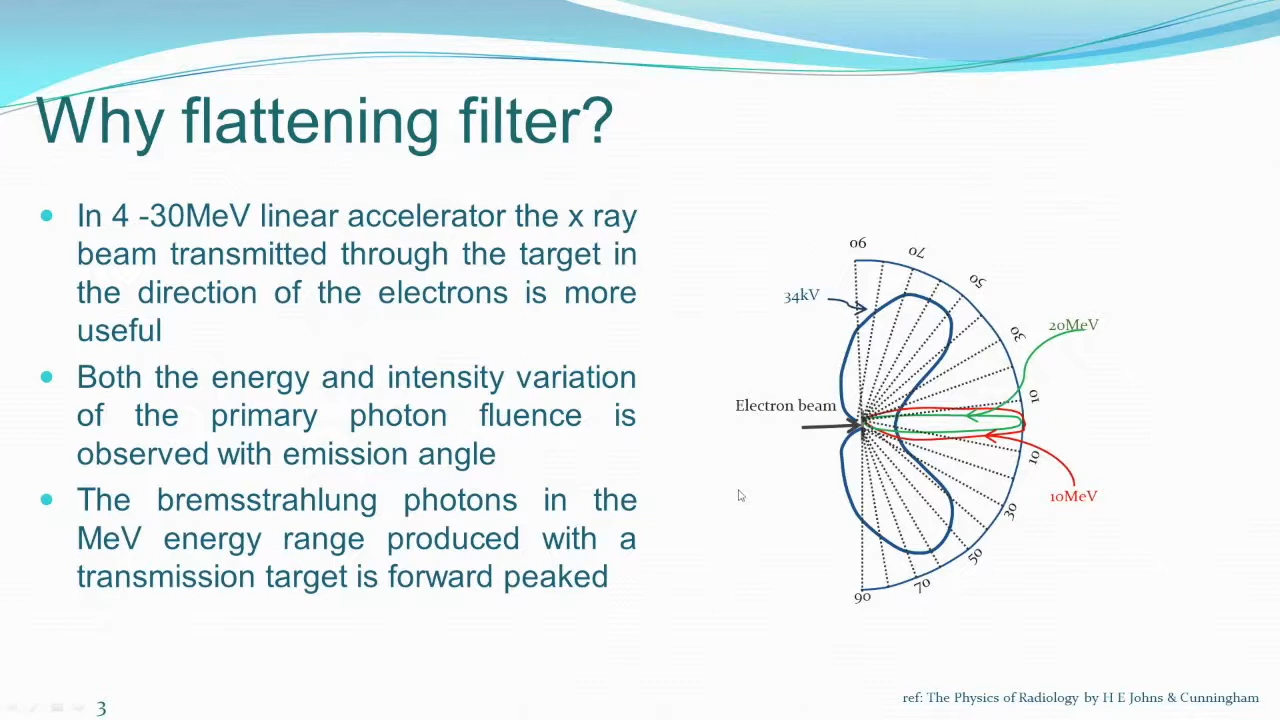 Why flattening filter?
In 4 -30MeV linear accelerator the x ray
beam transmitted through the target in
the direction of the electrons is more
useful
Both the energy and intensity variation
of the primary photon fluence is
observed with emission angle
The bremsstrahlung photons in the
MeV energy range produced with a
transmission target is forward peaked
90
70
50
34kV
30
20MeV
10
Electron beam
10
10MeV
30
50
70
90
ref: The Physics of Radiology by H E Johns & Cunningham
3